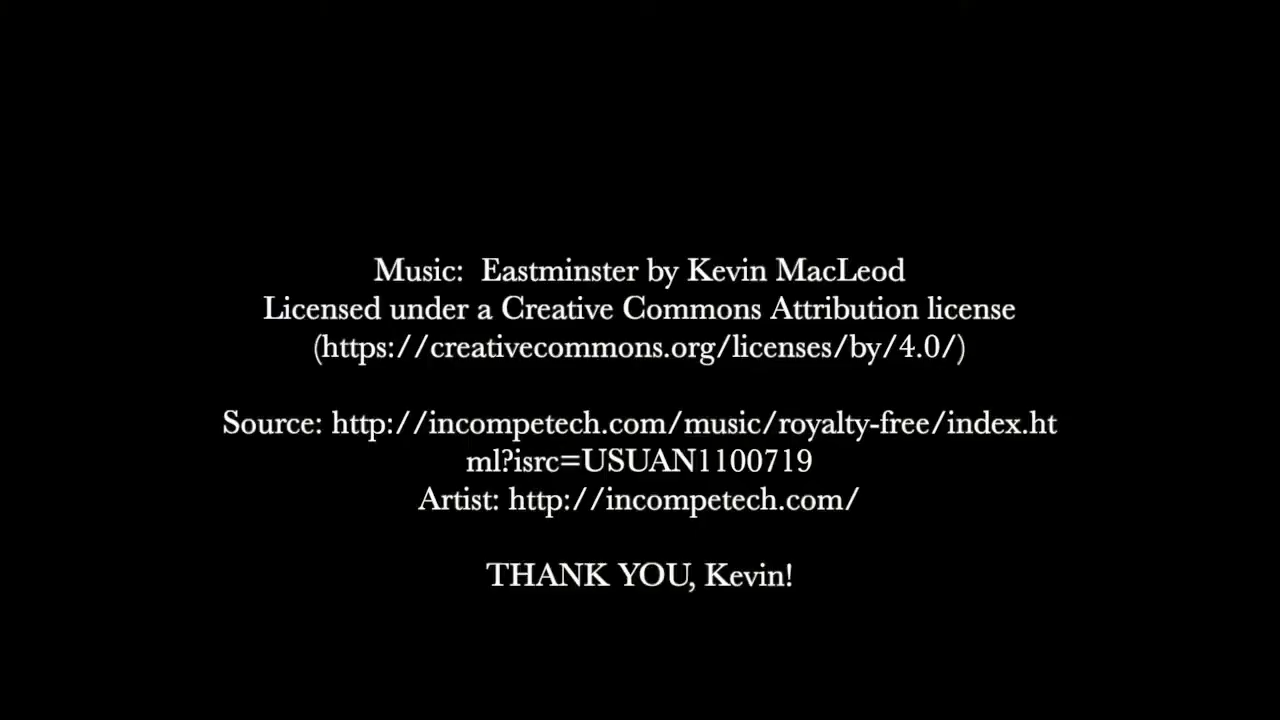 Music:  Eastminster by Kevin MacLeod
Licensed under a Creative Commons Attribution license
(https://creativecommons.org/licenses/by/4.0/)
Source: http://incompetech.com/music/royalty-free/index.ht
ml?isrc=USUAN1100719
Artist: http://incompetech.com/
THANK YOU, Kevin!